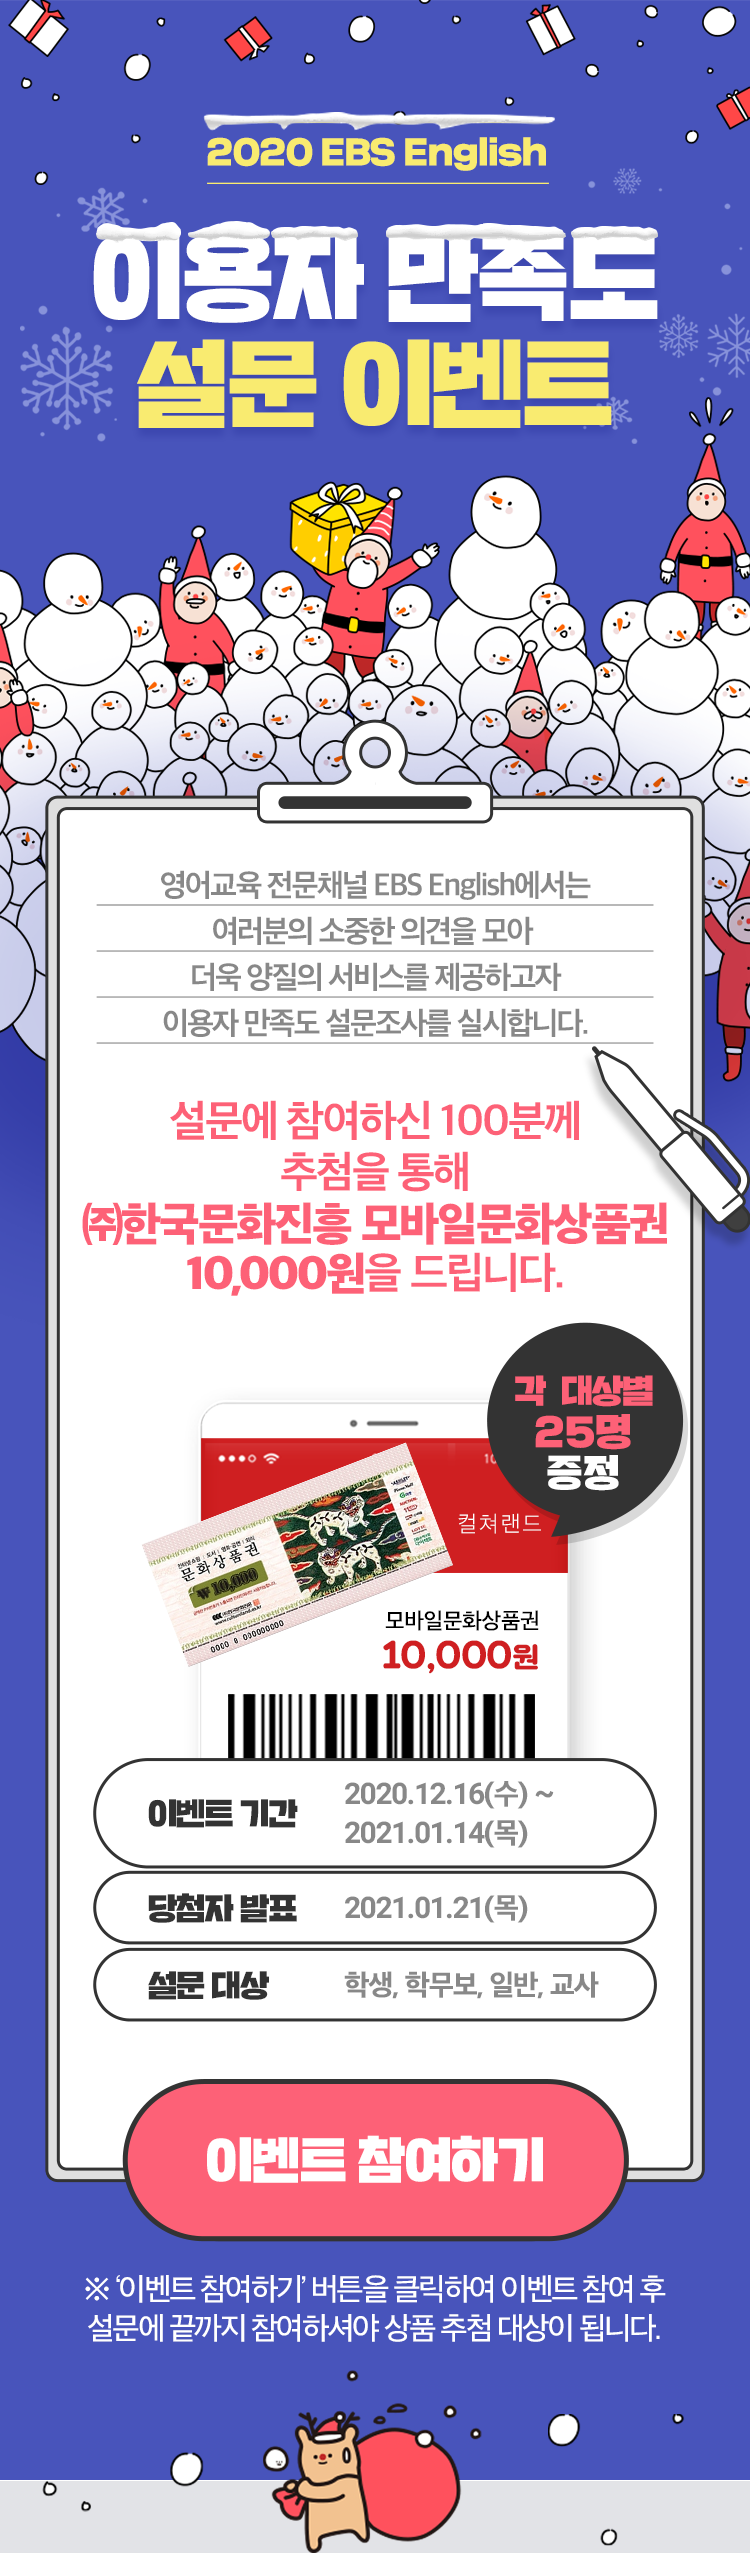 2020 EBS English
이용자 만족도
설문 이벤트
영어교육 전문채널 EBS English에서는
여러분의 소중한 의견을 모아
더욱 양질의 서비스를 제공하고자
이용자 만족도 설문조사를 실시합니다.
설문에 참여하신 100분께
추첨을 통해
㈜한국문화진흥 모바일문화상품권
10,000원을 드립니다.
각 대상별
25명
증정
컬쳐랜드
문화상품권
₩10,000
0000 0 000000000
모바일문화상품권
10,000원
이벤트 기간
2020.12.16(수) ~
2021.01.14(목)
당첨자 발표
2021.01.21(목)
설문 대상
학생, 학무보, 일반, 교사
이벤트 참여하기
※ ‘이벤트 참여하기’ 버튼을 클릭하여 이벤트 참여 후
설문에 끝까지 참여하셔야 상품 추첨 대상이 됩니다.